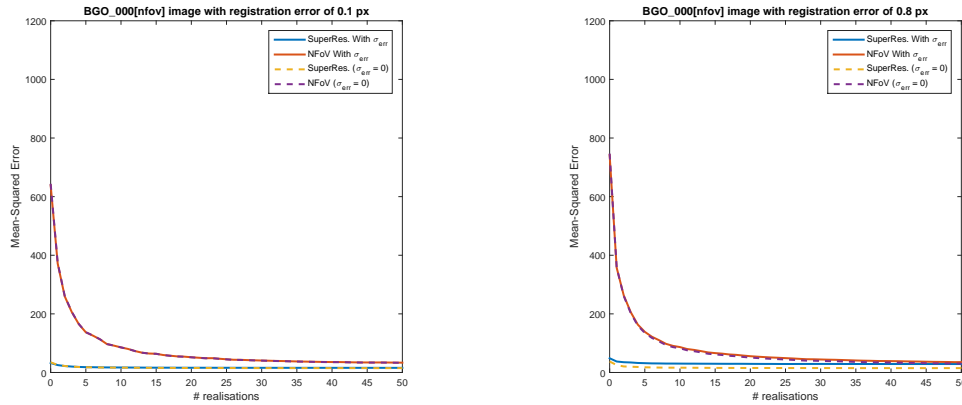 BGO_000[nfov] image with registration error of 0.1 px
1200
1000
800
600
400
200
0
Mean-Squared Error
0 5 10 15 20 25 30 35 40 45 50
# realisations
SuperRes. With σerr
NFoV With σerr
SuperRes. (σerr = 0)
NFoV (σerr = 0)
BGO_000[nfov] image with registration error of 0.8 px
1200
1000
800
600
400
200
0
Mean-Squared Error
0 5 10 15 20 25 30 35 40 45 50
# realisations
SuperRes. With σerr
NFoV With σerr
SuperRes. (σerr = 0)
NFoV (σerr = 0)